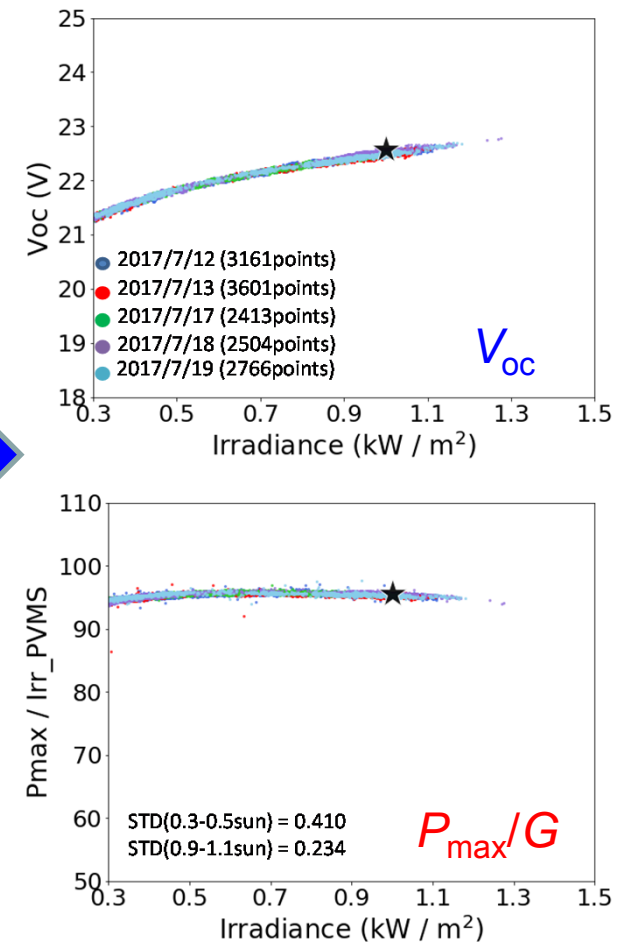 25
24
23
22
21
20
19
18
Voc (V)
2017/7/12 (3161points)
2017/7/13 (3601points)
2017/7/17 (2413points)
2017/7/18 (2504points)
2017/7/19 (2766points)
Voc
0.3 0.5 0.7 0.9 1.1 1.3 1.5
Irradiance (kW / m²)
110
100
90
80
70
60
50
Pmax / Irr_PVMS
STD(0.3-0.5sun) = 0.410
STD(0.9-1.1sun) = 0.234
Pmax/G
0.3 0.5 0.7 0.9 1.1 1.3 1.5
Irradiance (kW / m²)